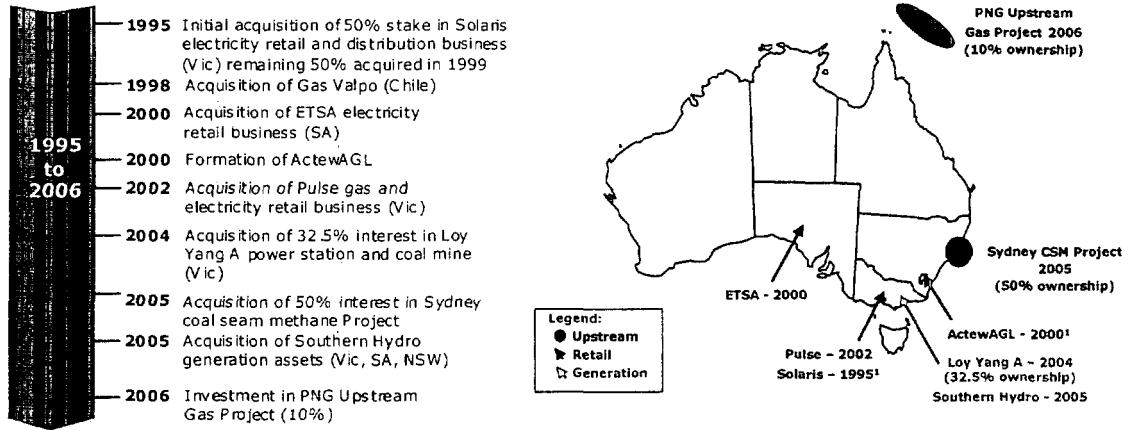 1995
to
2006
1995 Initial acquisition of 50% stake in Solaris
electricity retail and distribution business
(Vic) remaining 50% acquired in 1999
1998 Acquisition of Gas Valpo (Chile)
2000 Acquisition of ETSA electricity
retail business (SA)
2000 Formation of ActewAGL
2002 Acquisition of Pulse gas and
electricity retail business (Vic)
2004 Acquisition of 32.5% interest in Loy
Yang A power station and coal mine
(Vic)
2005 Acquisition of 50% interest in Sydney
coal seam methane Project
2005 Acquisition of Southern Hydro
generation assets (Vic, SA, NSW)
2006 Investment in PNG Upstream
Gas Project (10%)
PNG Upstream
Gas Project 2006
(10% ownership)
Sydney CSM Project
2005
(50% ownership)
ETSA - 2000
ActewAGL - 2000¹
Pulse – 2002
Solaris - 1995¹
Loy Yang A – 2004
(32.5% ownership)
Southern Hydro - 2005
Legend:
Upstream
Retail
Generation